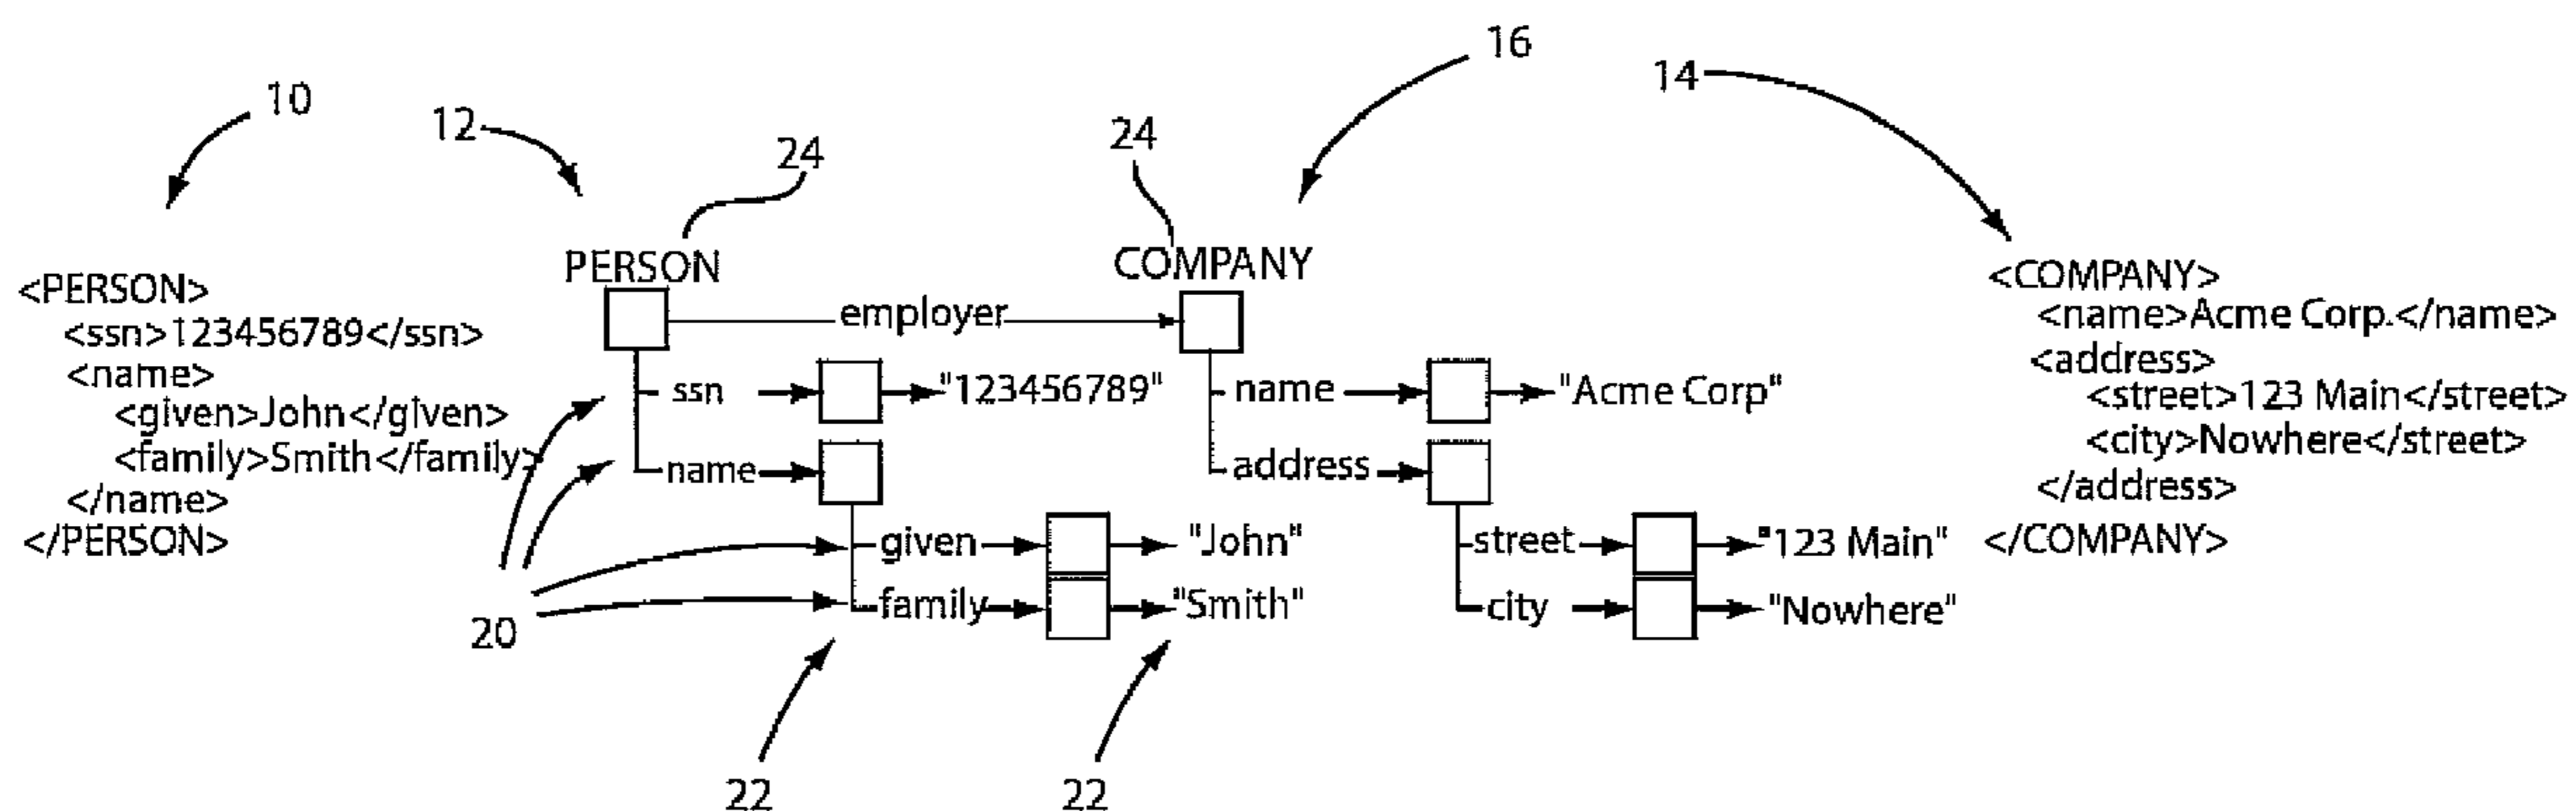 16
14
10
12
24
24
PERSON
COMPANY
<PERSON>
<ssn>123456789</ssn>
<name>
<given>John</given>
<family>Smith</family>
</name>
</PERSON>
employer
ssn
"123456789"
name
given
"John"
family
"Smith"
name
"Acme Corp"
address
street
"123 Main"
city
"Nowhere"
<COMPANY>
<name>Acme Corp.</name>
<address>
<street>123 Main</street>
<city>Nowhere</street>
</address>
</COMPANY>
20
22
22